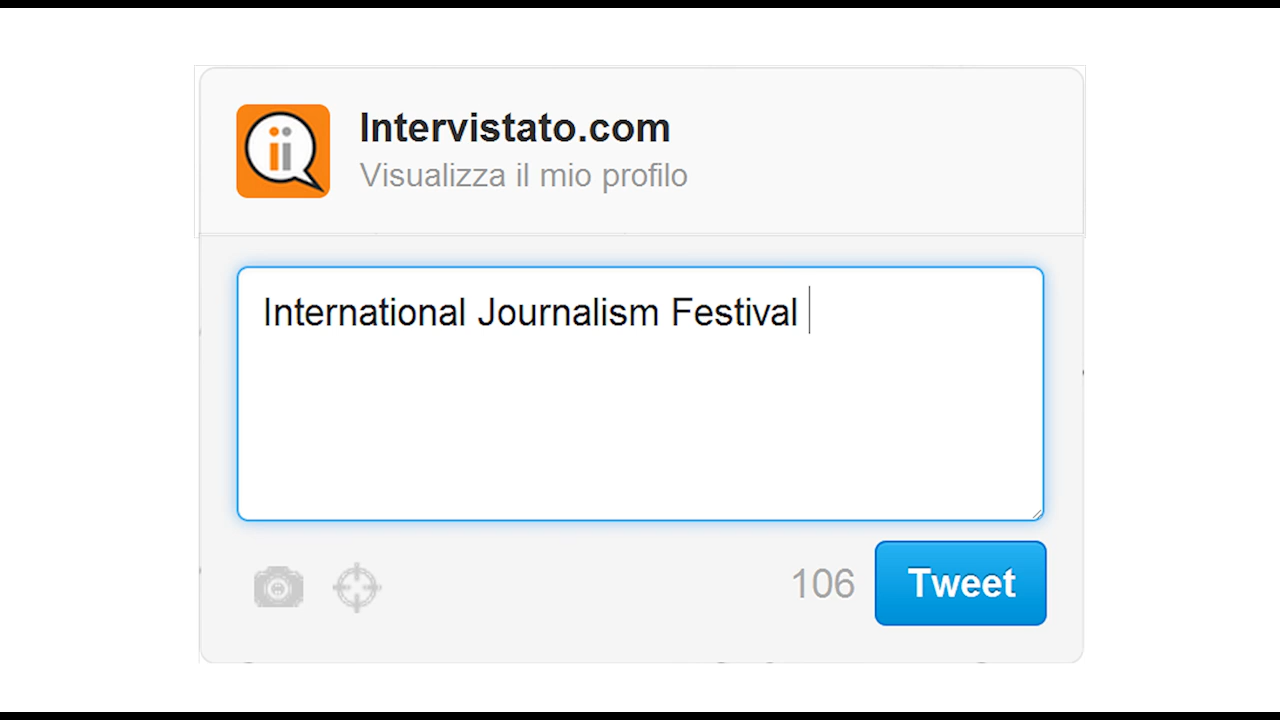 Intervistato.com
Visualizza il mio profilo
International Journalism Festival
106 Tweet